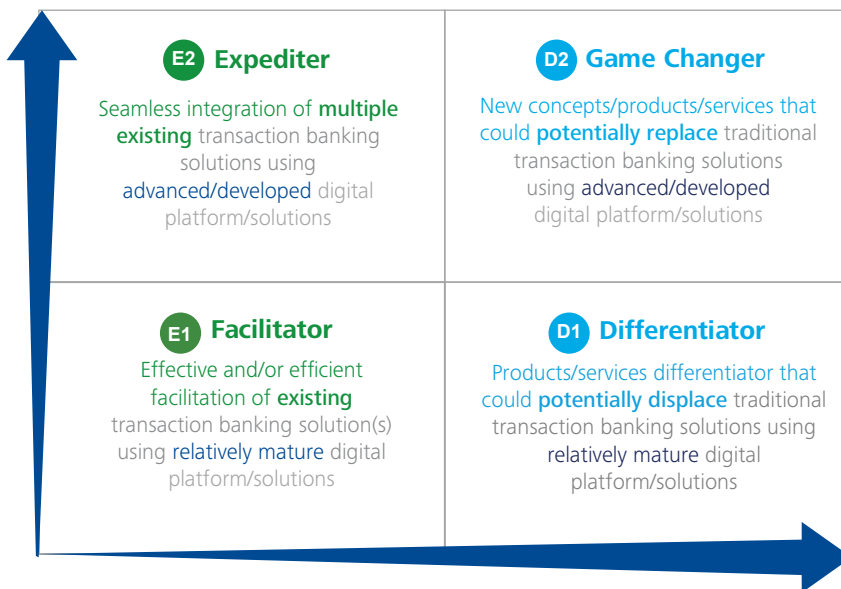 E2 Expediter
Seamless integration of multiple
existing transaction banking
solutions using
advanced/developed digital
platform/solutions
D2 Game Changer
New concepts/products/services that
could potentially replace traditional
transaction banking solutions
using advanced/developed
digital platform/solutions
E1 Facilitator
Effective and/or efficient
facilitation of existing
transaction banking solution(s)
using relatively mature digital
platform/solutions
D1 Differentiator
Products/services differentiator that
could potentially displace traditional
transaction banking solutions using
relatively mature digital
platform/solutions